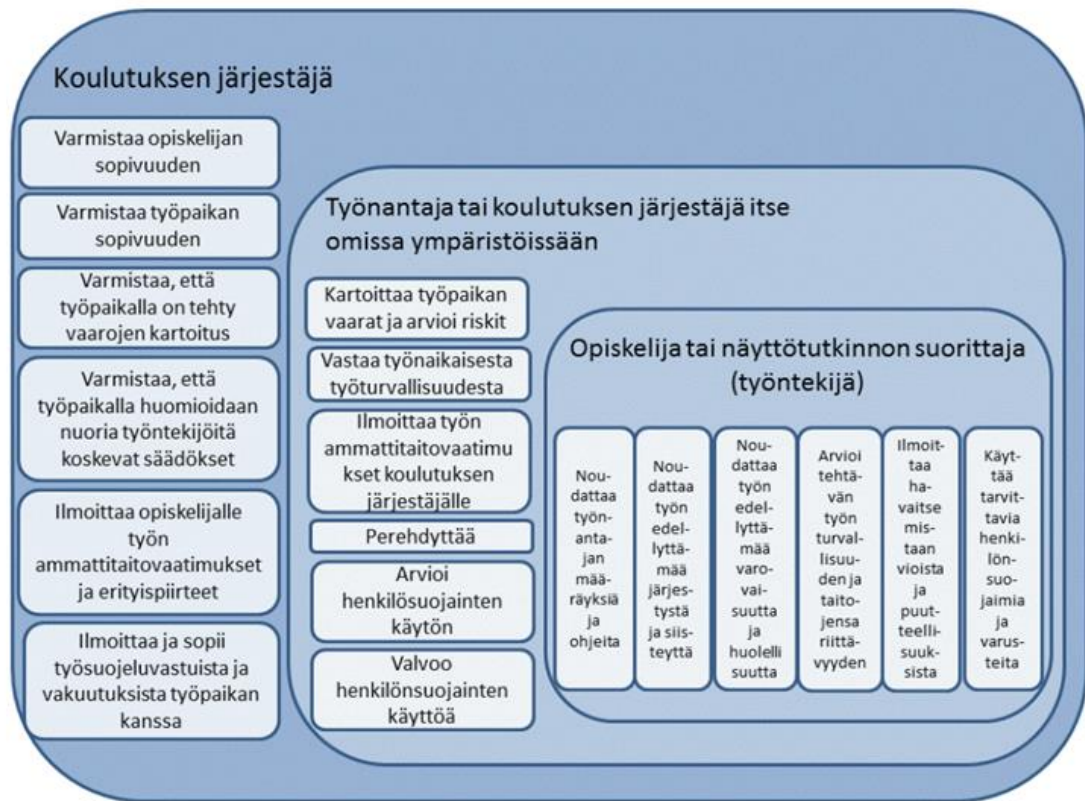 Koulutuksen järjestäjä
Varmistaa opiskelijan
sopivuuden
Varmistaa työpaikan
sopivuuden
Varmistaa, että
työpaikalla on tehty
vaarojen kartoitus
Varmistaa, että
työpaikalla huomioidaan
nuoria työntekijöitä
koskevat säädökset
Ilmoittaa opiskelijalle
työn
ammattitaitovaatimukset
ja erityispiirteet
Ilmoittaa ja sopii
työsuojeluvastuista ja
vakuutuksista työpaikan
kanssa
Työnantaja tai koulutuksen järjestäjä itse
omissa ympäristöissään
Kartoittaa työpaikan
vaarat ja arvioi riskit
Vastaa työnaikaisesta
työturvallisuudesta
Ilmoittaa työn
ammattitaitovaatimu
kset koulutuksen
järjestäjälle
Perehdyttää
Arvioi
henkilösuojainten
käytön
Valvoo
henkilönsuojainten
käyttöä
Opiskelija tai näyttötutkinnon suorittaja
(työntekijä)
Nou-
dattaa
työn-
anta-
jan
mää-
räyksiä
ja
ohjeita
Nou-
dattaa
työn
edel-
lyttä-
mää
järjes-
tystä
ja siis-
teyttä
Nou-
dattaa
työn
edel-
lyttä-
mää
varo-
vai-
suutta
ja
huolelli
suutta
Arvioi
tehtä-
vän
työn
turval-
lisuu-
den ja
taito-
jensa
riittä-
vyyden
Ilmoit-
taa
ha-
vaitse
mis-
taan
vioista
ja
puut-
teelli-
suuk-
sista
Käyt-
tää
tarvit-
tavia
henki-
lön-
suo-
jaimia
ja
varus-
teita